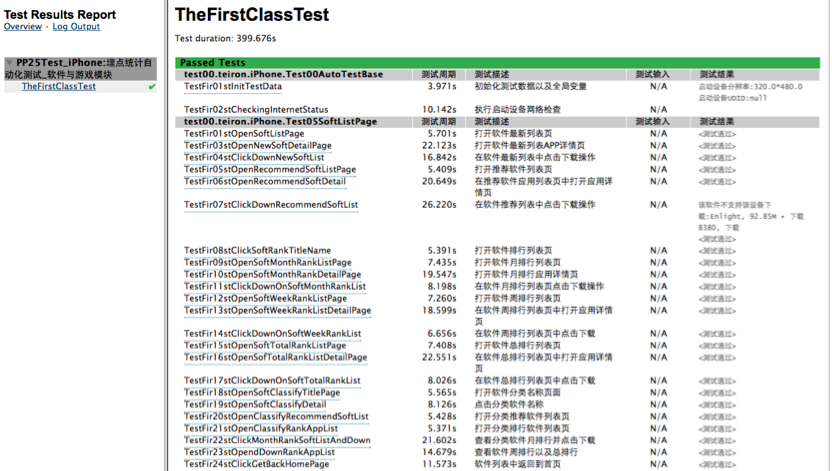 Test Results Report
Overview · Log Output
PP25Test_iPhone:埋点统计自
动化测试_软件与游戏模块
TheFirstClassTest
TheFirstClassTest
Test duration: 399.676s
Passed Tests
test00.teiron.iPhone.Test00AutoTestBase 测试周期 测试描述 测试输入 测试结果
TestFir01stInitTestData 3.971s 初始化测试数据以及全局变量 N/A 启动设备分辨率:320.0*480.0
启动设备UDID:null
TestFir02stCheckingInternetStatus 10.142s 执行启动设备网络检查 N/A <测试通过>
test00.teiron.iPhone.Test05SoftListPage 测试周期 测试描述 测试输入 测试结果
TestFir01stOpenSoftListPage 5.701s 打开软件最新列表页 N/A <测试通过>
TestFir03stOpenNewSoftDetailPage 22.123s 打开软件最新列表APP详情页 N/A <测试通过>
TestFir04stClickDownNewSoftList 16.842s 在软件最新列表中点击下载操作 N/A <测试通过>
TestFir05stOpenRecommendSoftListPage 5.409s 打开推荐软件列表页 N/A <测试通过>
TestFir06stOpenRecommendSoftDetail 20.649s 在推荐软件应用列表页中打开应用详 N/A <测试通过>
情页
TestFir07stClickDownRecommendSoftList 26.220s 在软件推荐列表中点击下载操作 N/A 该软件不支持该设备下
载:Enlight, 92.85M • 下载
8380, 下载
<测试通过>
TestFir08stClickSoftRankTitleName 5.391s 打开软件排行列表页 N/A <测试通过>
TestFir09stOpenSoftMonthRankListPage 7.435s 打开软件月排行列表页 N/A <测试通过>
TestFir10stOpenSoftMonthRankDetailPage 19.547s 打开软件月排行应用详情页 N/A <测试通过>
TestFir11stClickDownOnSoftMonthRankList 8.198s 在软件月排行列表页点击下载操作 N/A <测试通过>
TestFir12stOpenSoftWeekRankListPage 7.260s 打开软件周排行列表页 N/A <测试通过>
TestFir13stOpenSoftWeekRankListDetailPage 18.599s 在软件周排行列表页中打开应用详情 N/A <测试通过>
页
TestFir14stClickDownOnSoftWeekRankList 6.656s 在软件周排行列表页中点击下载 N/A <测试通过>
TestFir15stOpenSoftTotalRankListPage 7.408s 打开软件总排行列表页 N/A <测试通过>
TestFir16stOpenSofTotalRankListDetailPage 22.551s 在软件总排行列表页中打开应用详情 N/A <测试通过>
页
TestFir17stClickDownOnSoftTotalRankList 8.026s 在软件总排行列表页中点击下载 N/A <测试通过>
TestFir18stOpenSoftClassifyTitlePage 5.565s 打开软件分类名称页面 N/A <测试通过>
TestFir19stOpenSoftClassifyDetail 8.126s 点击分类软件名称 N/A <测试通过>
TestFir20stOpenClassifyRecommendSoftList 5.428s 打开分类推荐软件列表页 N/A <测试通过>
TestFir21stOpenClassifyRankAppList 5.371s 打开分类排行软件列表页 N/A <测试通过>
TestFir22stClickMonthRankSoftListAndDown 21.602s 查看分类软件月排行并点击下载 N/A <测试通过>
TestFir23stOpendDownRankAppList 14.679s 查看软件周排行以及总排行 N/A <测试通过>
TestFir24stClickGetBackHomePage 11.573s 软件列表中返回到首页 N/A <测试通过>